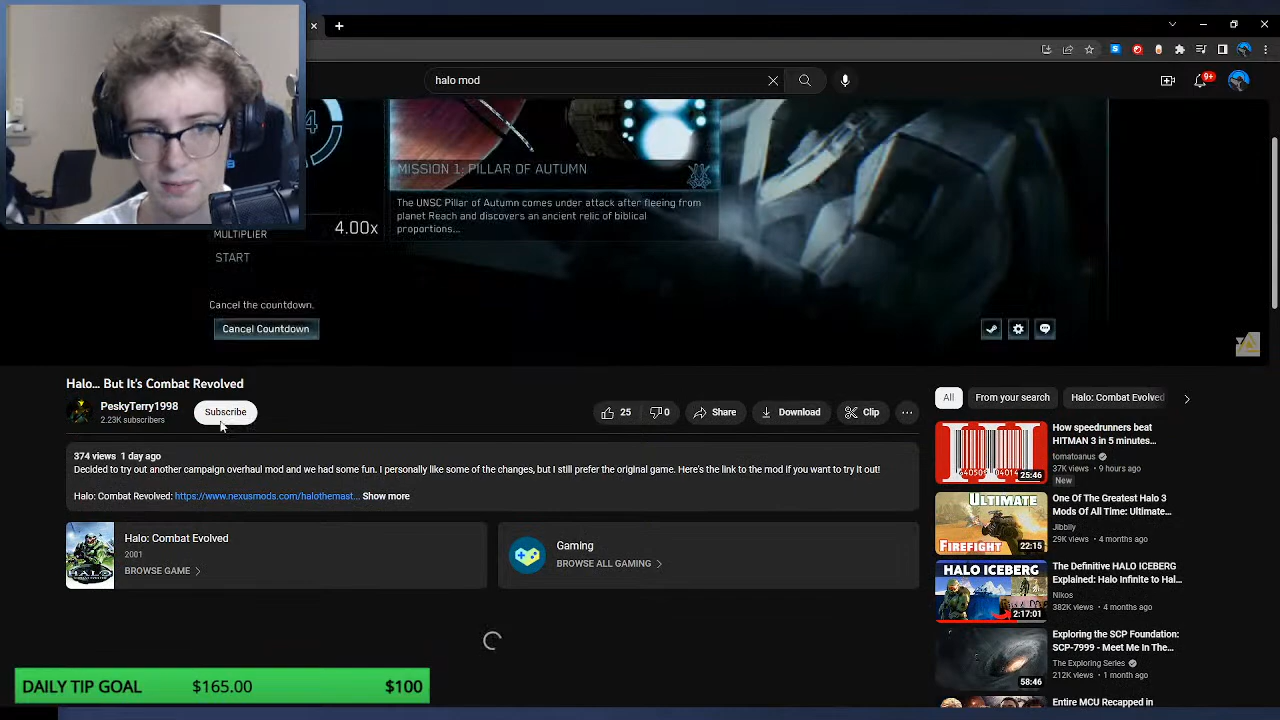 halo mod
9+
4
MISSION 1: PILLAR OF AUTUMN
The UNSC Pillar of Autumn comes under attack after fleeing from
planet Reach and discovers an ancient relic of biblical
proportions...
MULTIPLIER
4.00x
START
Cancel the countdown.
Cancel Countdown
Halo... But It's Combat Revolved
PeskyTerry1998
2.23K subscribers
Subscribe
25
0
Share
Download
Clip
All
From your search
Halo: Combat Evolved
374 views 1 day ago
Decided to try out another campaign overhaul mod and we had some fun. I personally like some of the changes, but I still prefer the original game. Here's the link to the mod if you want to try it out!
Halo: Combat Revolved: https://www.nexusmods.com/halothemast... Show more
Halo: Combat Evolved
2001
BROWSE GAME
Gaming
BROWSE ALL GAMING
How speedrunners beat
HITMAN 3 in 5 minutes...
tomatoanus
37K views • 9 hours ago
New
25:46
One Of The Greatest Halo 3
Mods Of All Time: Ultimate...
Jibbily
29K views • 4 months ago
ULTIMATE
FIREFIGHT
22:15
The Definitive HALO ICEBERG
Explained: Halo Infinite to Hal...
Nikos
382K views • 4 months ago
HALO ICEBERG
2:17:01
Exploring the SCP Foundation:
SCP-7999 - Meet Me In The...
The Exploring Series
212K views • 1 month ago
58:46
Entire MCU Recapped in
DAILY TIP GOAL
$165.00
$100